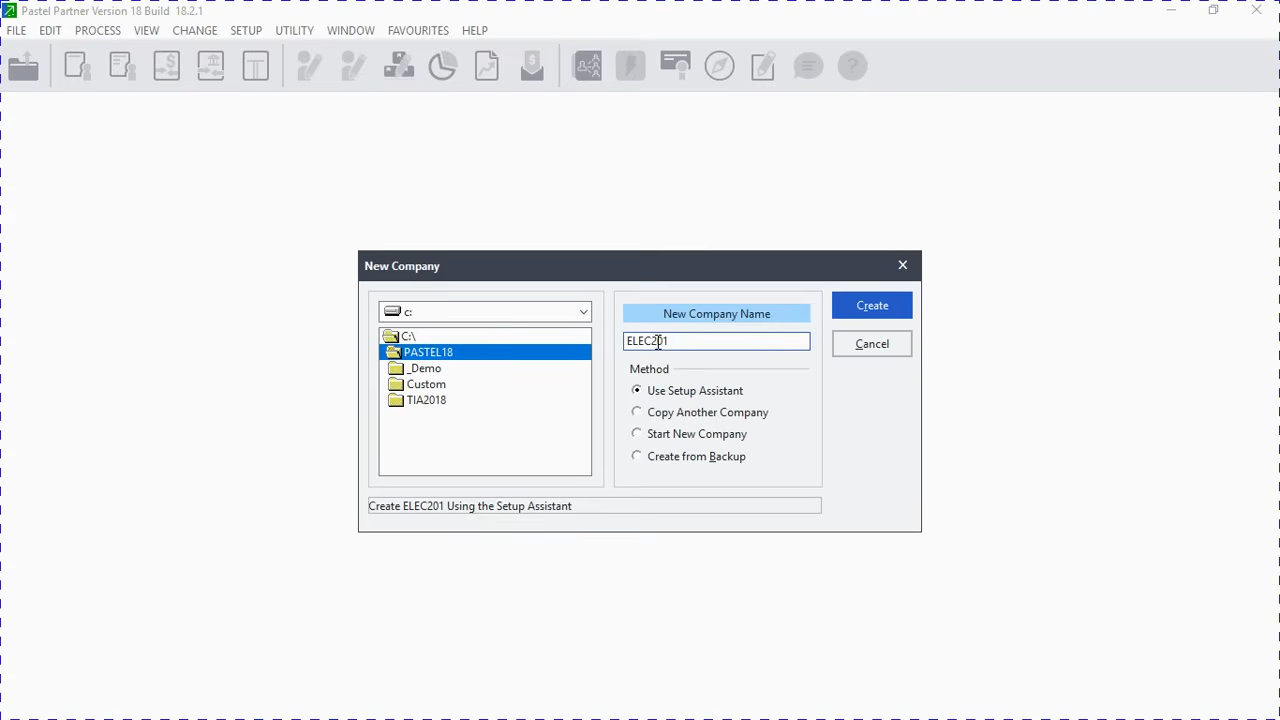 Pastel Partner Version 18 Build 18.2.1
FILE EDIT PROCESS VIEW CHANGE SETUP UTILITY WINDOW FAVOURITES HELP
New Company
c:
C:\
PASTEL18
_Demo
Custom
TIA2018
New Company Name
ELEC201
Method
Use Setup Assistant
Copy Another Company
Start New Company
Create from Backup
Create
Cancel
Create ELEC201 Using the Setup Assistant